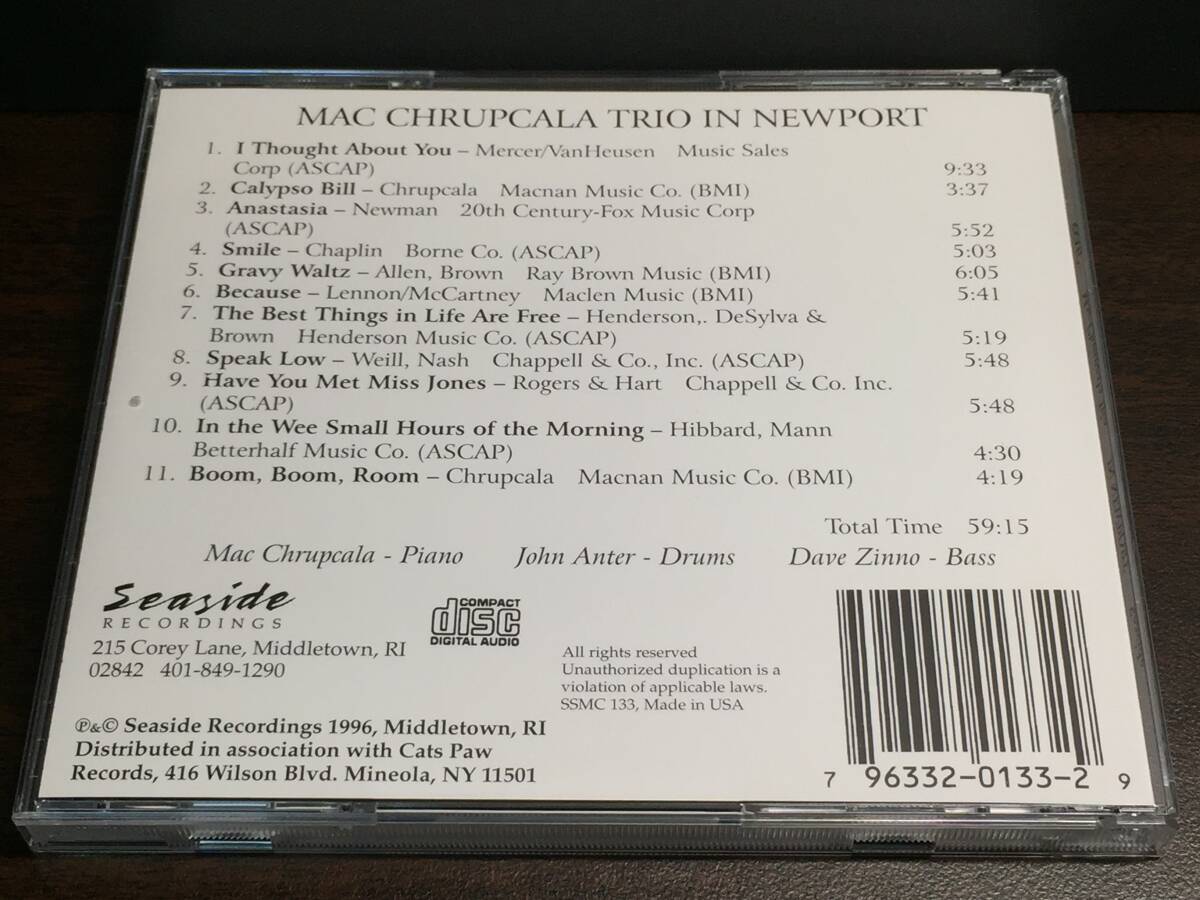 MAC CHRUPCALA TRIO IN NEWPORT
1. I Thought About You – Mercer/VanHeusen Music Sales
Corp (ASCAP) 9:33
2. Calypso Bill – Chrupcala Macnan Music Co. (BMI) 3:37
3. Anastasia – Newman 20th Century-Fox Music Corp
(ASCAP) 5:52
4. Smile – Chaplin Borne Co. (ASCAP) 5:03
5. Gravy Waltz – Allen, Brown Ray Brown Music (BMI) 6:05
6. Because – Lennon/McCartney Maclen Music (BMI) 5:41
7. The Best Things in Life Are Free – Henderson,. DeSylva &
Brown Henderson Music Co. (ASCAP) 5:19
8. Speak Low – Weill, Nash Chappell & Co., Inc. (ASCAP) 5:48
9. Have You Met Miss Jones – Rogers & Hart Chappell & Co. Inc.
(ASCAP) 5:48
10. In the Wee Small Hours of the Morning – Hibbard, Mann
Betterhalf Music Co. (ASCAP) 4:30
11. Boom, Boom, Room – Chrupcala Macnan Music Co. (BMI) 4:19
Total Time 59:15
Mac Chrupcala - Piano John Anter - Drums Dave Zinno - Bass
Seaside
RECORDINGS
215 Corey Lane, Middletown, RI
02842 401-849-1290
COMPACT
disc
DIGITAL AUDIO
All rights reserved
Unauthorized duplication is a
violation of applicable laws.
SSMC 133, Made in USA
℗&© Seaside Recordings 1996, Middletown, RI
Distributed in association with Cats Paw
Records, 416 Wilson Blvd. Mineola, NY 11501
7 96332-0133-2 9